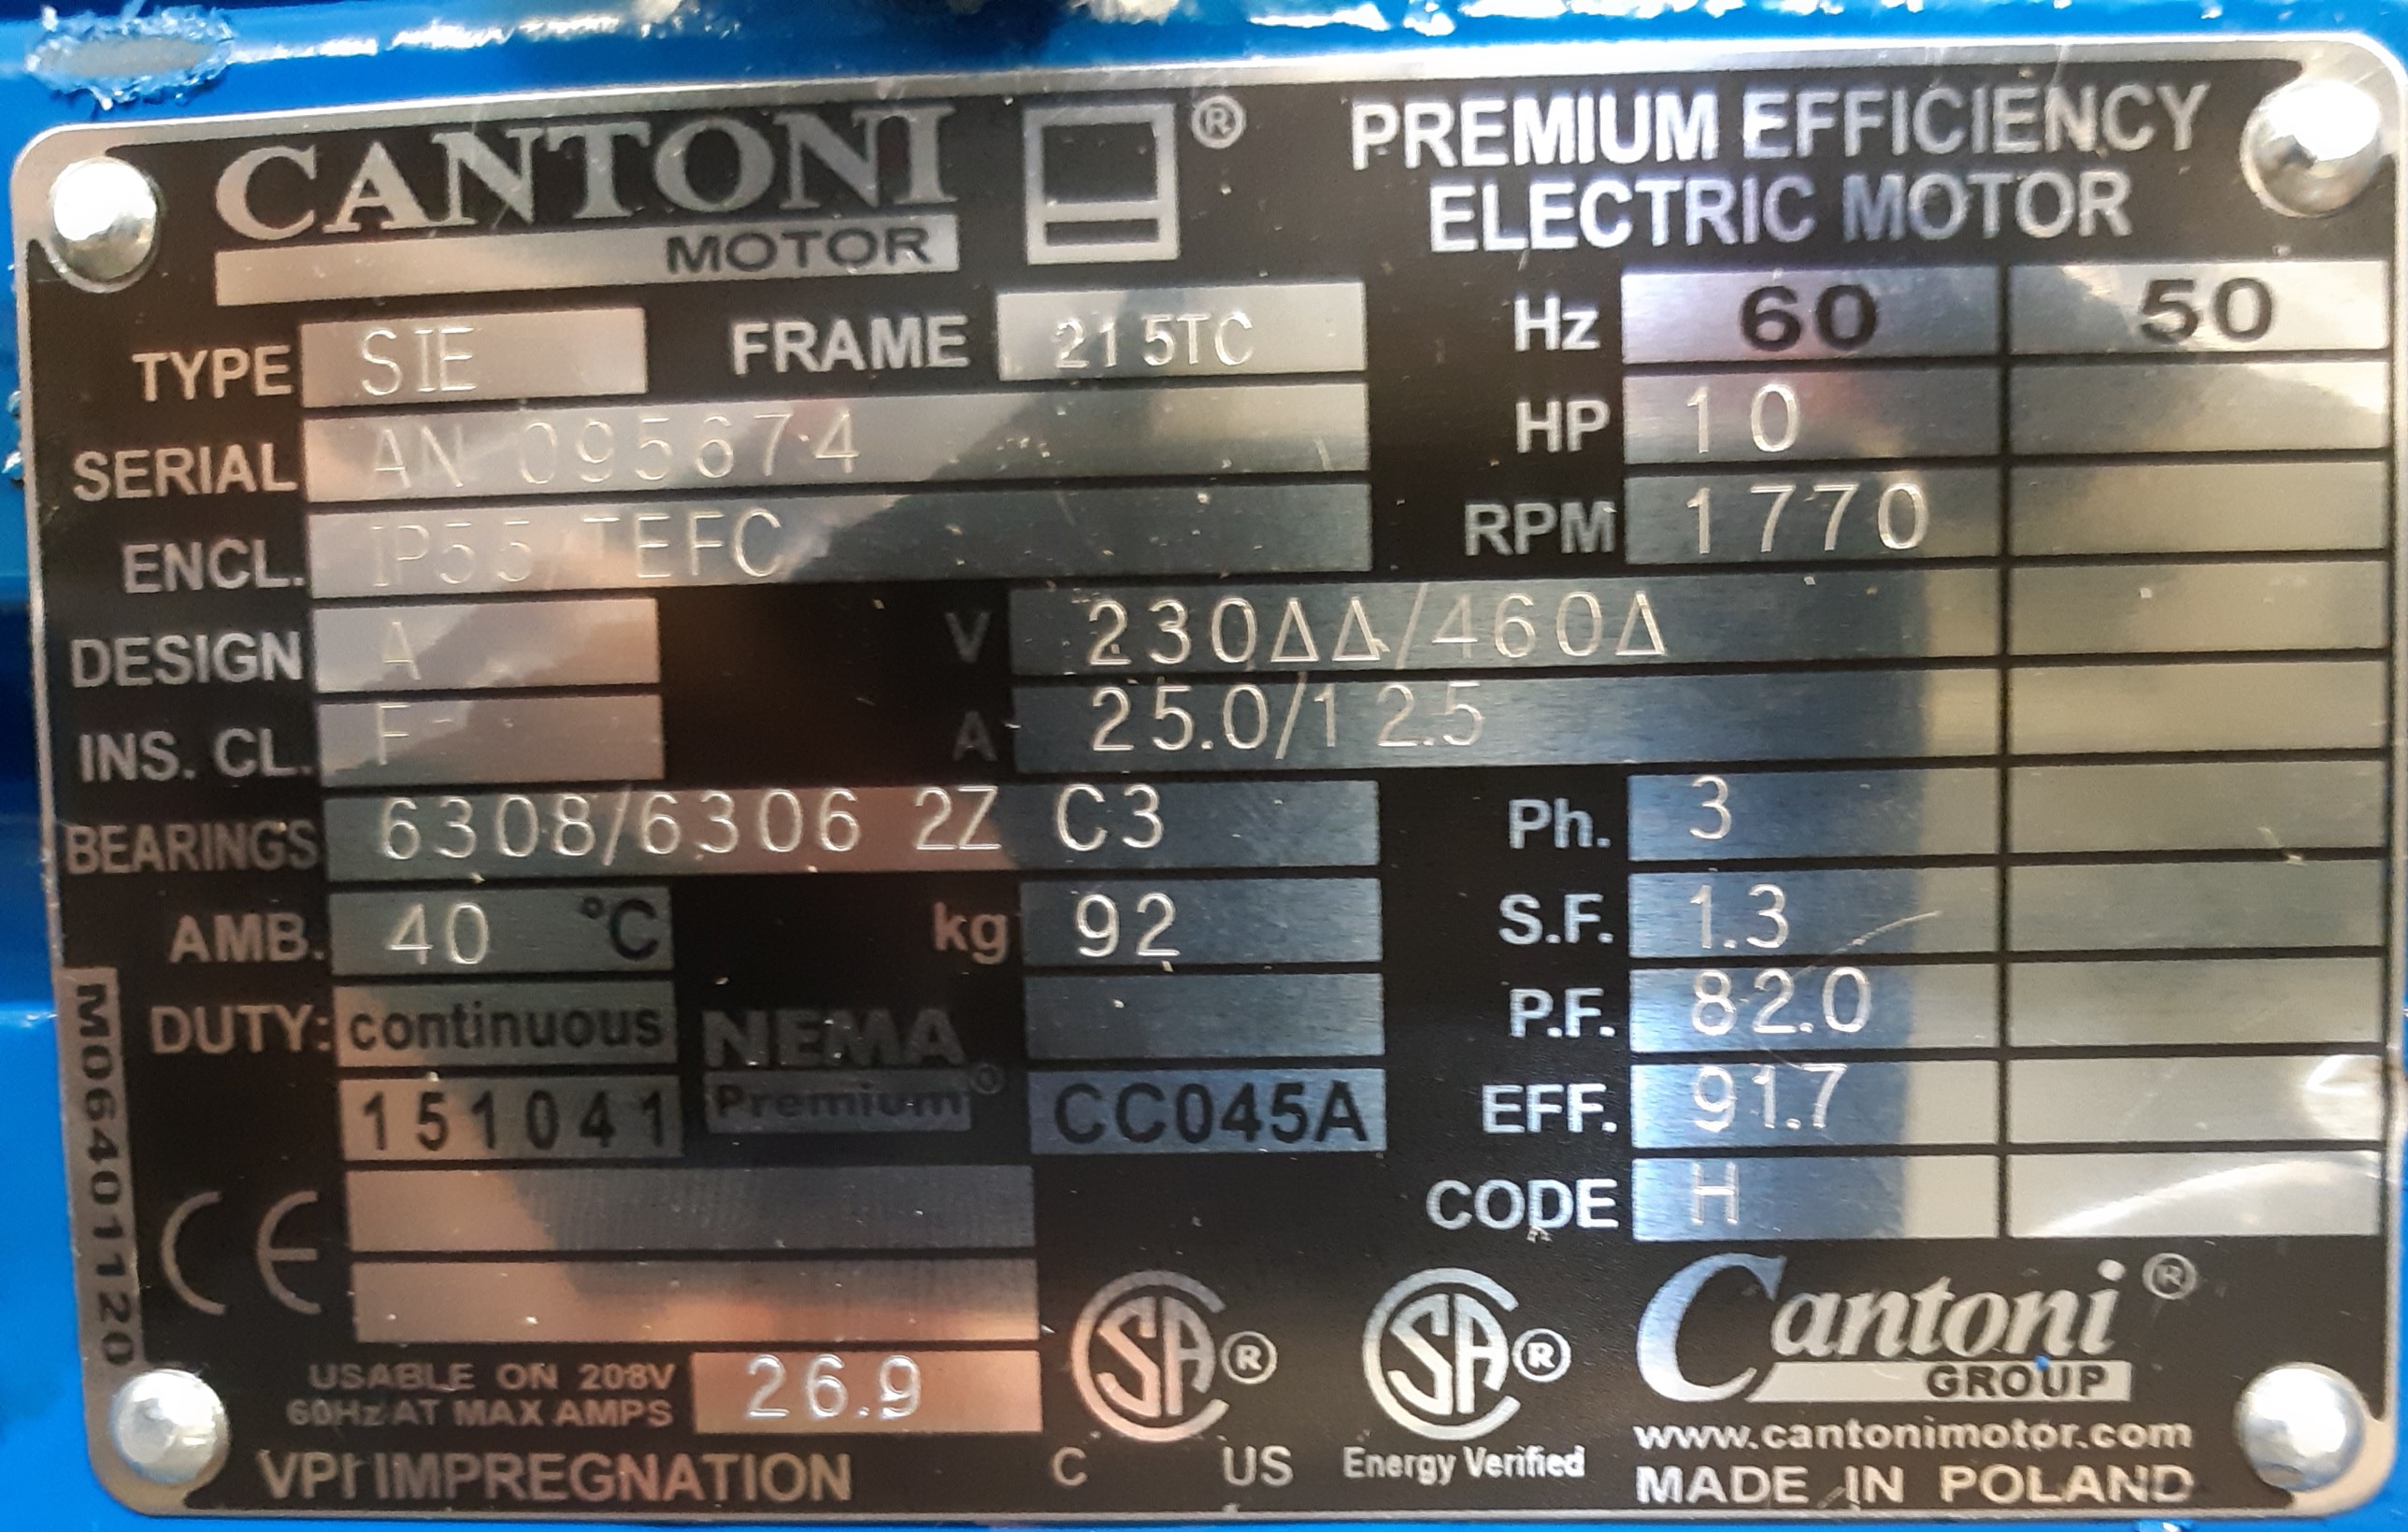 CANTONI ®
MOTOR
PREMIUM EFFICIENCY
ELECTRIC MOTOR
TYPE SIE FRAME 215TC
SERIAL AN 095674
ENCL. IP55 TEFC
DESIGN A V 230ΔΔ/460Δ
INS. CL. F A 25.0/12.5
BEARINGS 6308/6306 2Z C3
AMB. 40 °C kg 92
DUTY: continuous NEMA
Premium ®
151041 CC045A
Hz 60 50
HP 10
RPM 1770
Ph. 3
S.F. 1.3
P.F. 82.0
EFF. 91.7
CODE H
M064011120
CE
USABLE ON 208V
60Hz AT MAX AMPS 26.9
VPI IMPREGNATION
SA ®
C US
SA ®
Energy Verified
Cantoni ®
GROUP
www.cantonimotor.com
MADE IN POLAND